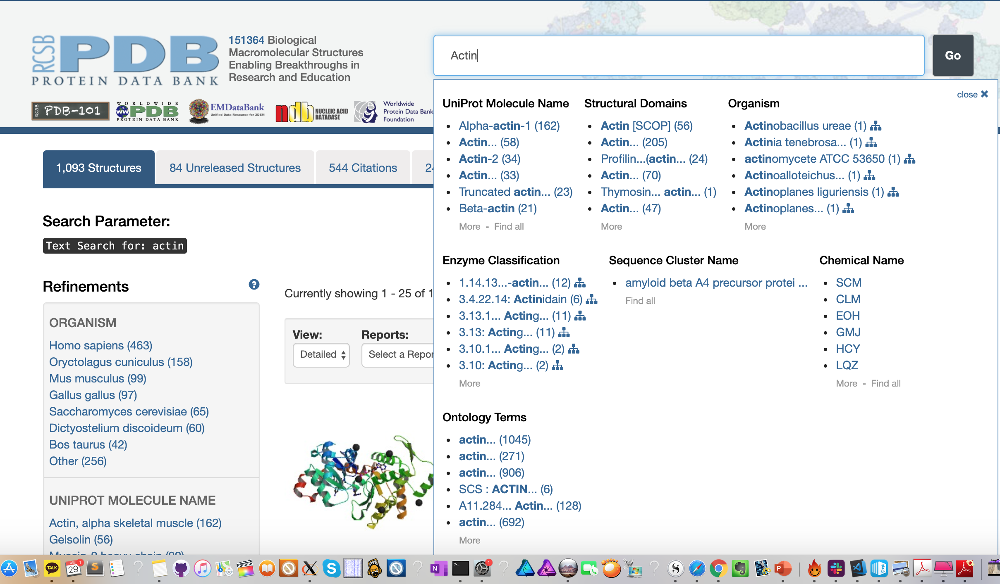 RCSB
PDB
PROTEIN DATA BANK
151364 Biological
Macromolecular Structures
Enabling Breakthroughs in
Research and Education
Actin
Go
RCSB PDB-101
WORLDWIDE
PDB
PROTEIN DATA BANK
EMDataBank
Unified Data Resource for 3DEM
ndb
NUCLEIC ACID
DATABASE
Worldwide
Protein Data Bank
Foundation
1,093 Structures
84 Unreleased Structures
544 Citations
Search Parameter:
Text Search for: actin
Refinements
?
ORGANISM
Homo sapiens (463)
Oryctolagus cuniculus (158)
Mus musculus (99)
Gallus gallus (97)
Saccharomyces cerevisiae (65)
Dictyostelium discoideum (60)
Bos taurus (42)
Other (256)
UNIPROT MOLECULE NAME
Actin, alpha skeletal muscle (162)
Gelsolin (56)
Currently showing 1 - 25 of 1
View:
Reports:
Detailed
Select a Repor
close
UniProt Molecule Name
Alpha-actin-1 (162)
Actin... (58)
Actin-2 (34)
Actin... (33)
Truncated actin... (23)
Beta-actin (21)
More - Find all
Structural Domains
Actin [SCOP] (56)
Actin... (205)
Profilin...(actin... (24)
Actin... (70)
Thymosin... actin... (1)
Actin... (47)
More
Organism
Actinobacillus ureae (1)
Actinia tenebrosa... (1)
actinomycete ATCC 53650 (1)
Actinoalloteichus... (1)
Actinoplanes liguriensis (1)
Actinoplanes... (1)
More
Enzyme Classification
1.14.13...-actin... (12)
3.4.22.14: Actinidain (6)
3.13.1... Acting... (11)
3.13: Acting... (11)
3.10.1... Acting... (2)
3.10: Acting... (2)
More
Sequence Cluster Name
amyloid beta A4 precursor protei ...
Find all
Chemical Name
SCM
CLM
EOH
GMJ
HCY
LQZ
More - Find all
Ontology Terms
actin... (1045)
actin... (271)
actin... (906)
SCS : ACTIN... (6)
A11.284... Actin... (128)
actin... (692)
More
TALK
29